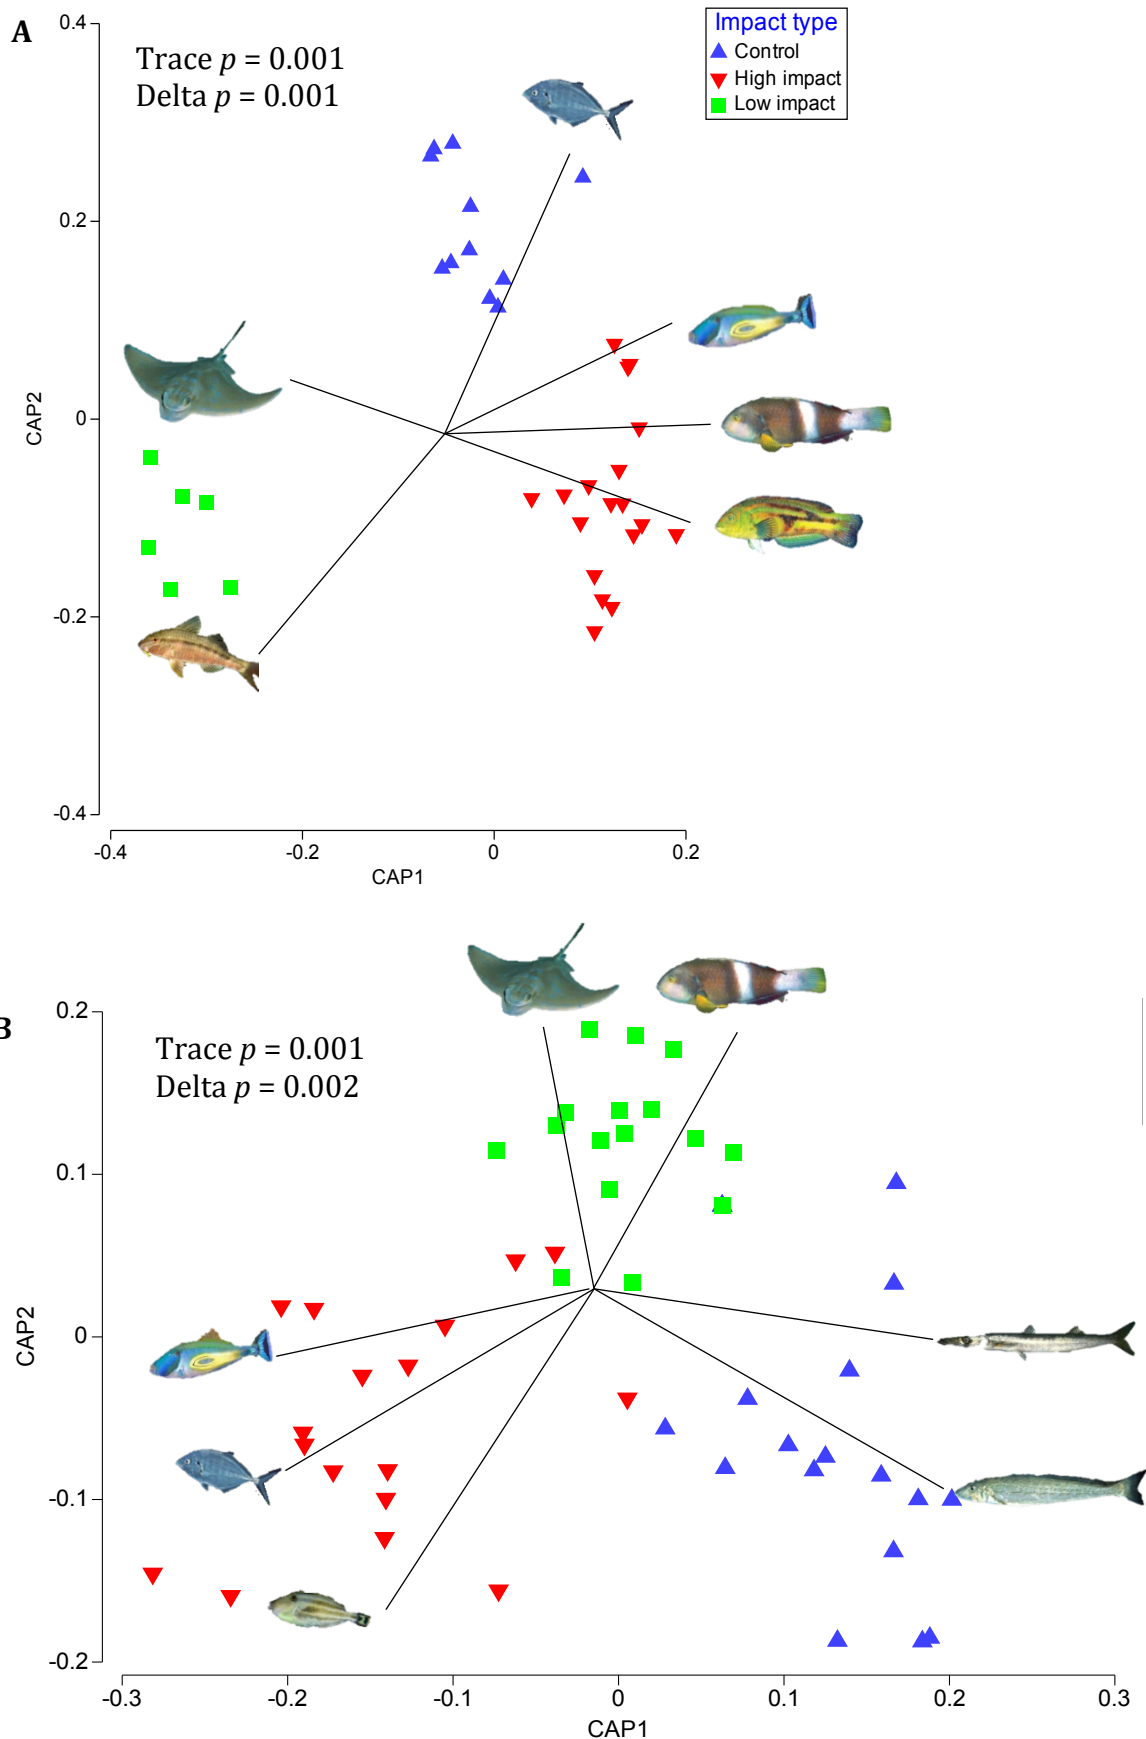 A
Trace p = 0.001
Delta p = 0.001
Impact type
Control
High impact
Low impact
0.4
0.2
0
-0.2
-0.4
CAP2
-0.4
-0.2
0
0.2
CAP1
B
Trace p = 0.001
Delta p = 0.002
0.2
0.1
0
-0.1
-0.2
CAP2
-0.3
-0.2
-0.1
0
0.1
0.2
0.3
CAP1